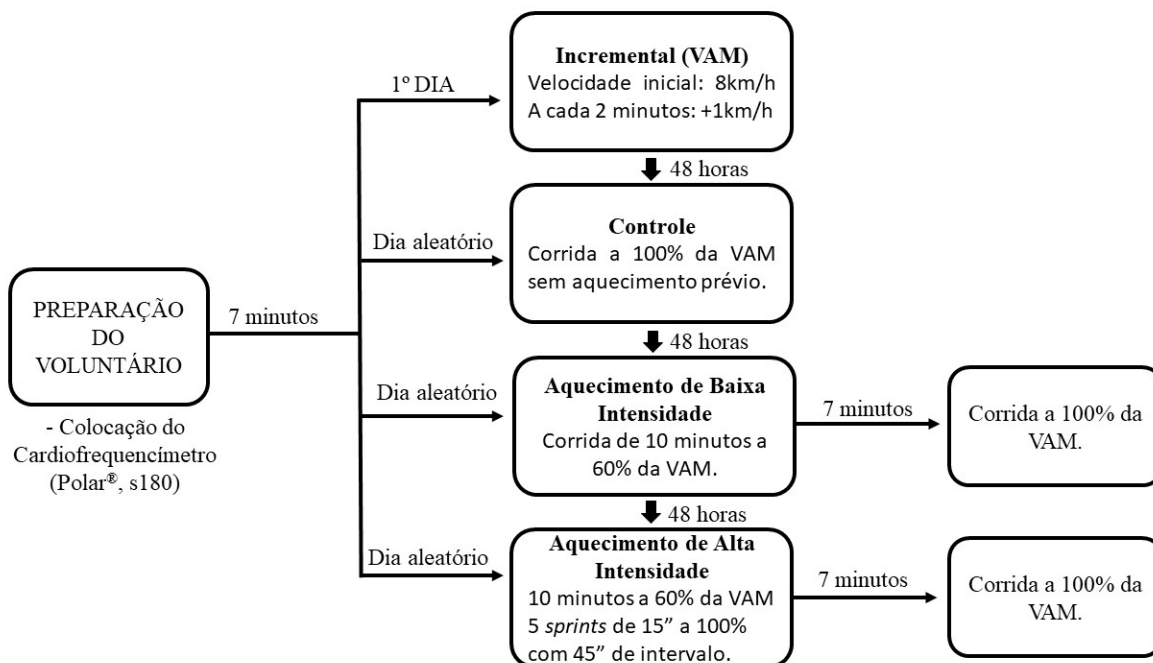 Incremental (VAM)
Velocidade inicial: 8km/h
A cada 2 minutos: +1km/h
1º DIA
48 horas
Controle
Corrida a 100% da VAM
sem aquecimento prévio.
Dia aleatório
PREPARAÇÃO
DO
VOLUNTÁRIO
7 minutos
- Colocação do
Cardiofrequencímetro
(Polar®, s180)
48 horas
Aquecimento de Baixa
Intensidade
Corrida de 10 minutos a
60% da VAM.
Dia aleatório
7 minutos
Corrida a 100% da
VAM.
48 horas
Aquecimento de Alta
Intensidade
10 minutos a 60% da VAM
5 sprints de 15” a 100%
com 45” de intervalo.
Dia aleatório
7 minutos
Corrida a 100% da
VAM.